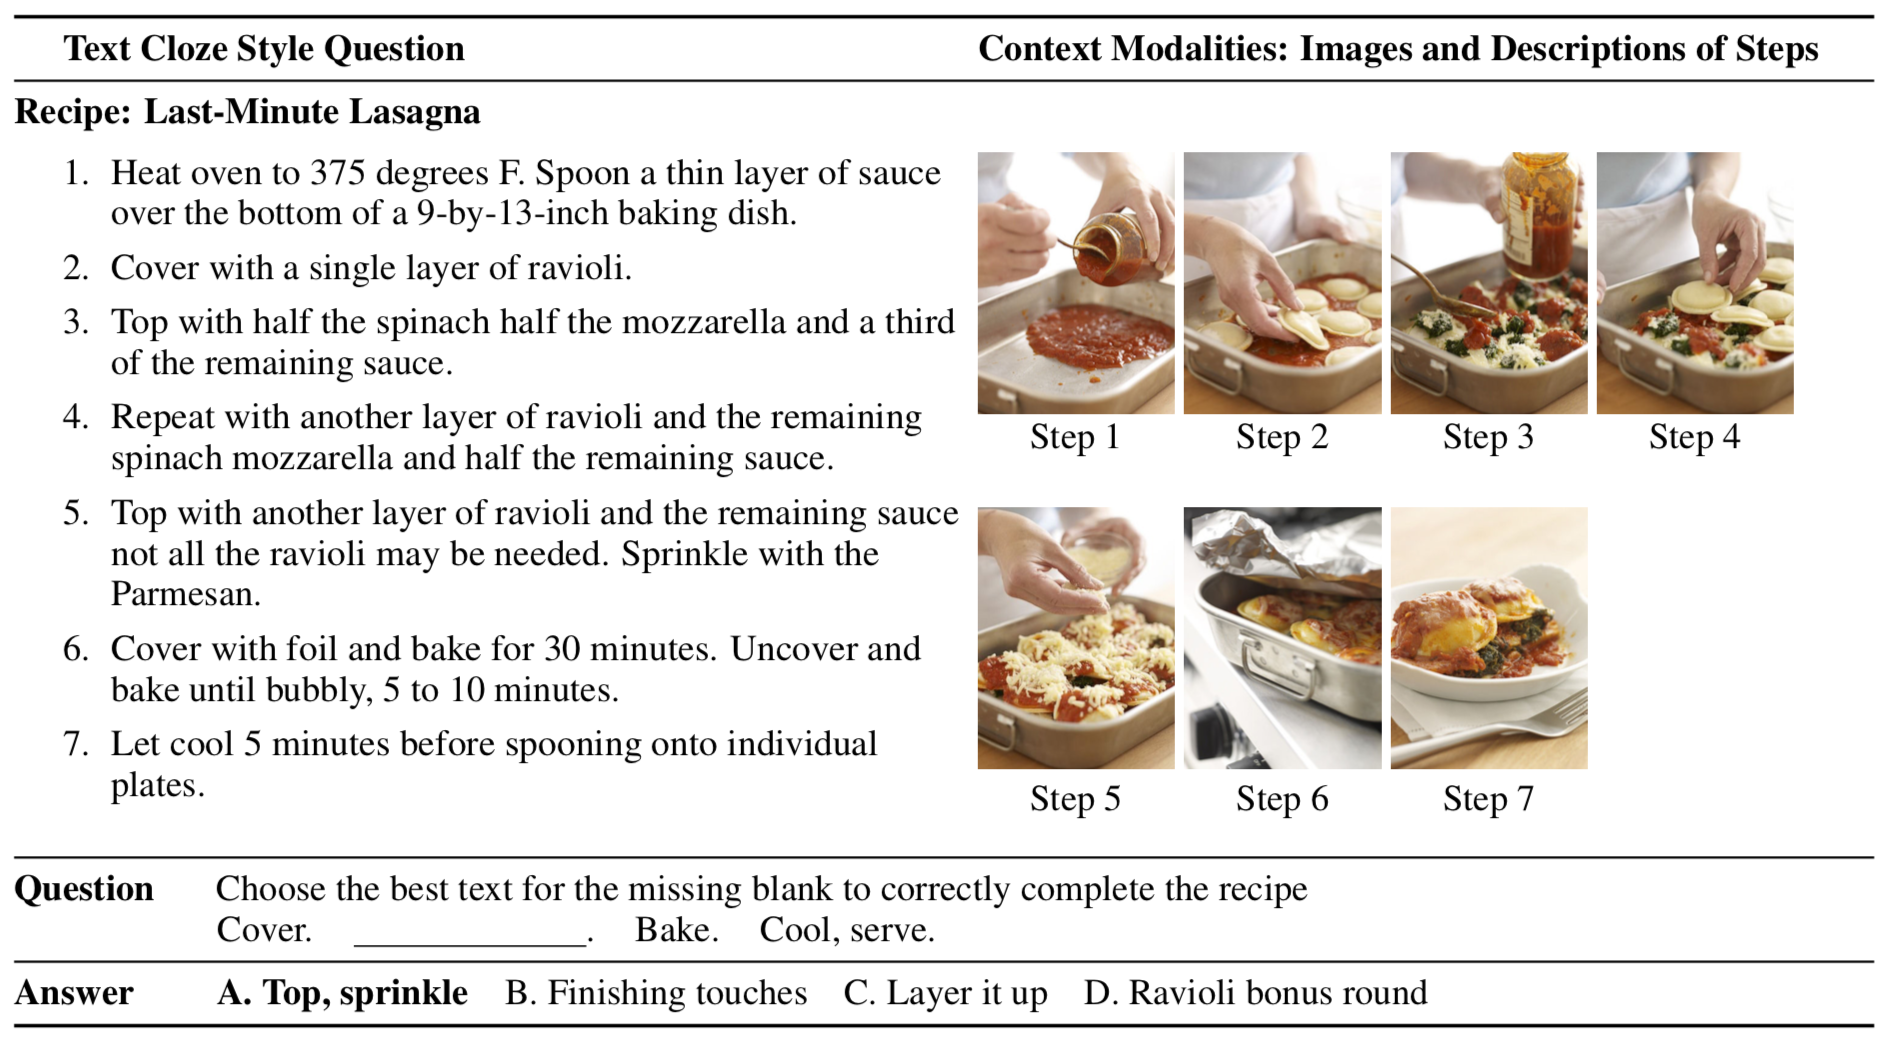 Text Cloze Style Question
Context Modalities: Images and Descriptions of Steps
Recipe: Last-Minute Lasagna
1. Heat oven to 375 degrees F. Spoon a thin layer of sauce
over the bottom of a 9-by-13-inch baking dish.
2. Cover with a single layer of ravioli.
3. Top with half the spinach half the mozzarella and a third
of the remaining sauce.
4. Repeat with another layer of ravioli and the remaining
spinach mozzarella and half the remaining sauce.
5. Top with another layer of ravioli and the remaining sauce
not all the ravioli may be needed. Sprinkle with the
Parmesan.
6. Cover with foil and bake for 30 minutes. Uncover and
bake until bubbly, 5 to 10 minutes.
7. Let cool 5 minutes before spooning onto individual
plates.
Step 1 Step 2 Step 3 Step 4
Step 5 Step 6 Step 7
Question Choose the best text for the missing blank to correctly complete the recipe
Cover. ____________. Bake. Cool, serve.
Answer A. Top, sprinkle B. Finishing touches C. Layer it up D. Ravioli bonus round